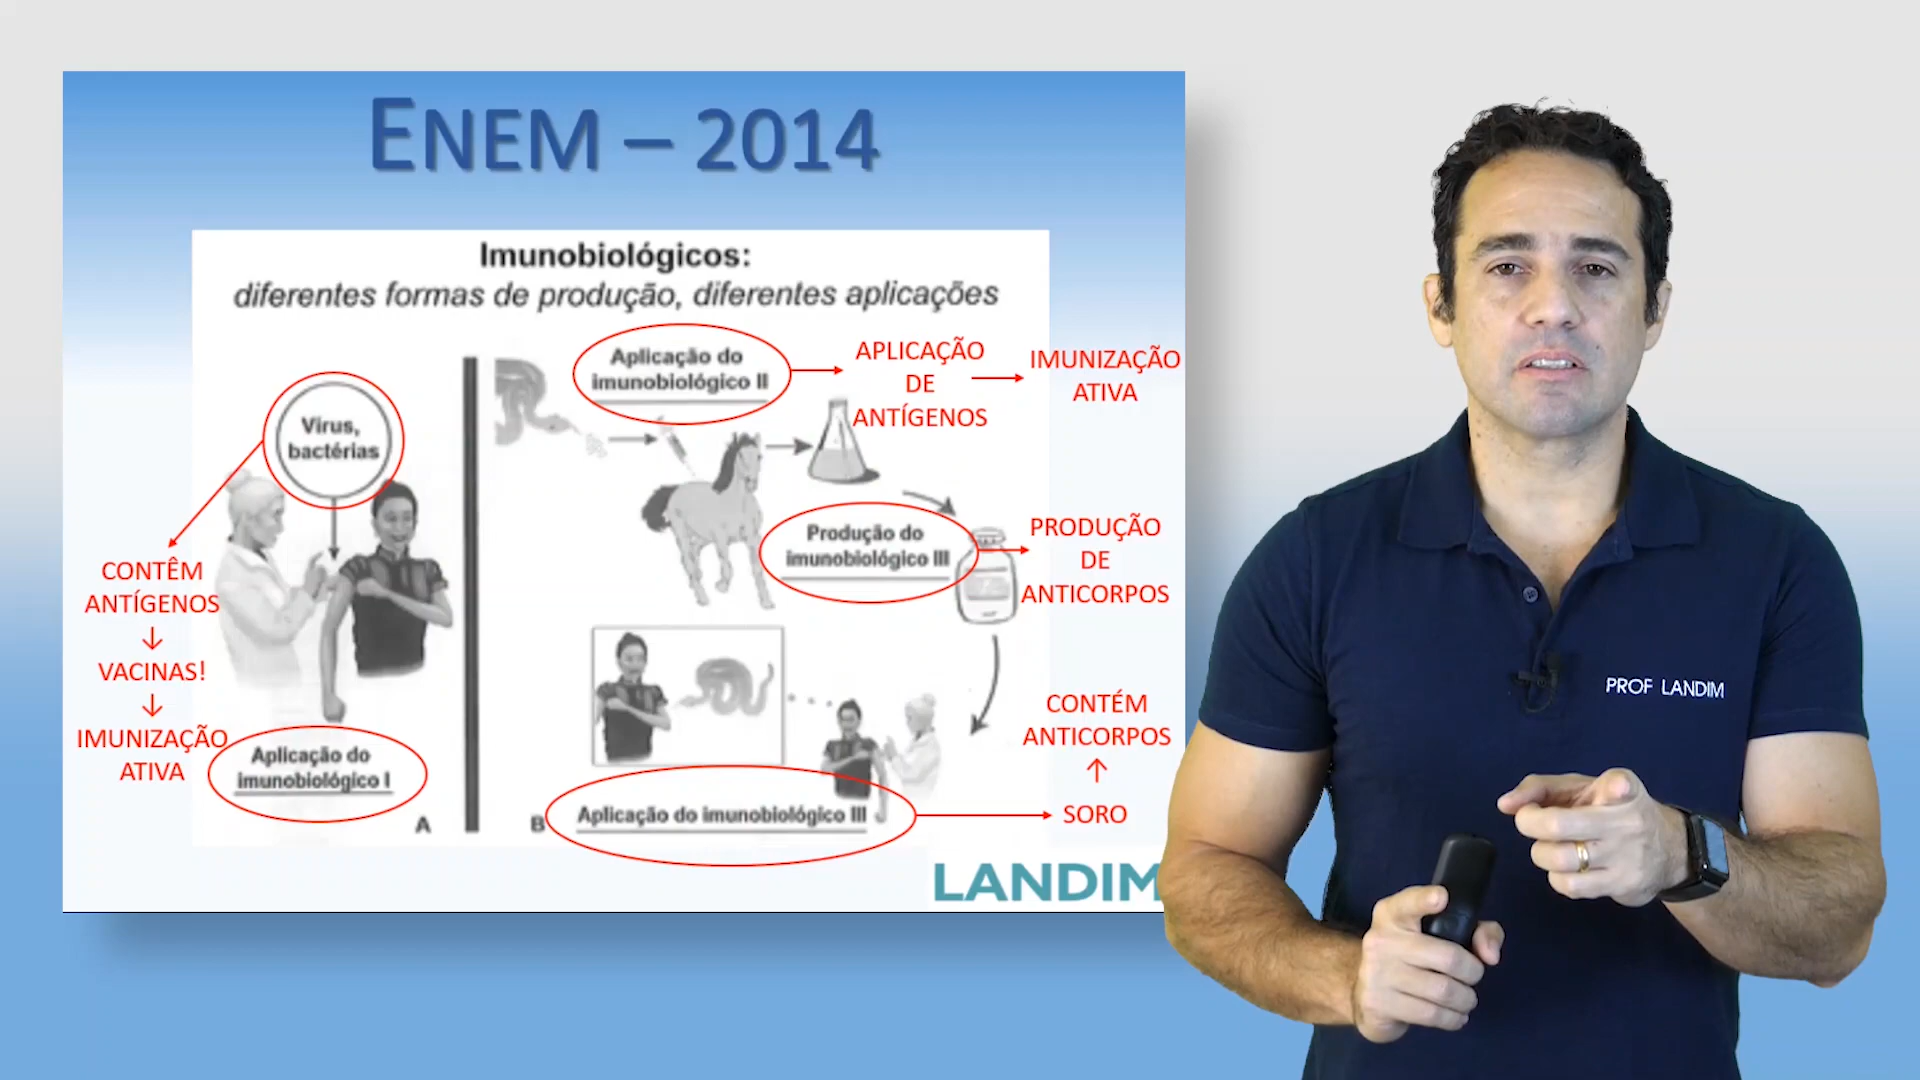 ENEM – 2014
Imunobiológicos:
diferentes formas de produção, diferentes aplicações
Vírus,
bactérias
CONTÊM
ANTÍGENOS
↓
VACINAS!
↓
IMUNIZAÇÃO
ATIVA
Aplicação do
imunobiológico I
A
Aplicação do
imunobiológico II
APLICAÇÃO
DE
ANTÍGENOS
IMUNIZAÇÃO
ATIVA
Produção do
imunobiológico III
PRODUÇÃO
DE
ANTICORPOS
CONTÉM
ANTICORPOS
↑
SORO
B
Aplicação do imunobiológico III
LANDIM
PROF LANDIM